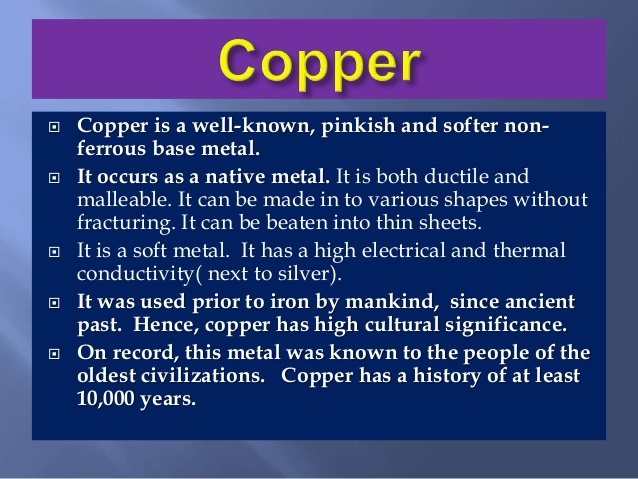 Copper
Copper is a well-known, pinkish and softer non-
ferrous base metal.
It occurs as a native metal. It is both ductile and
malleable. It can be made in to various shapes without
fracturing. It can be beaten into thin sheets.
It is a soft metal.  It has a high electrical and thermal
conductivity( next to silver).
It was used prior to iron by mankind,  since ancient
past.  Hence, copper has high cultural significance.
On record, this metal was known to the people of the
oldest civilizations.   Copper has a history of at least
10,000 years.